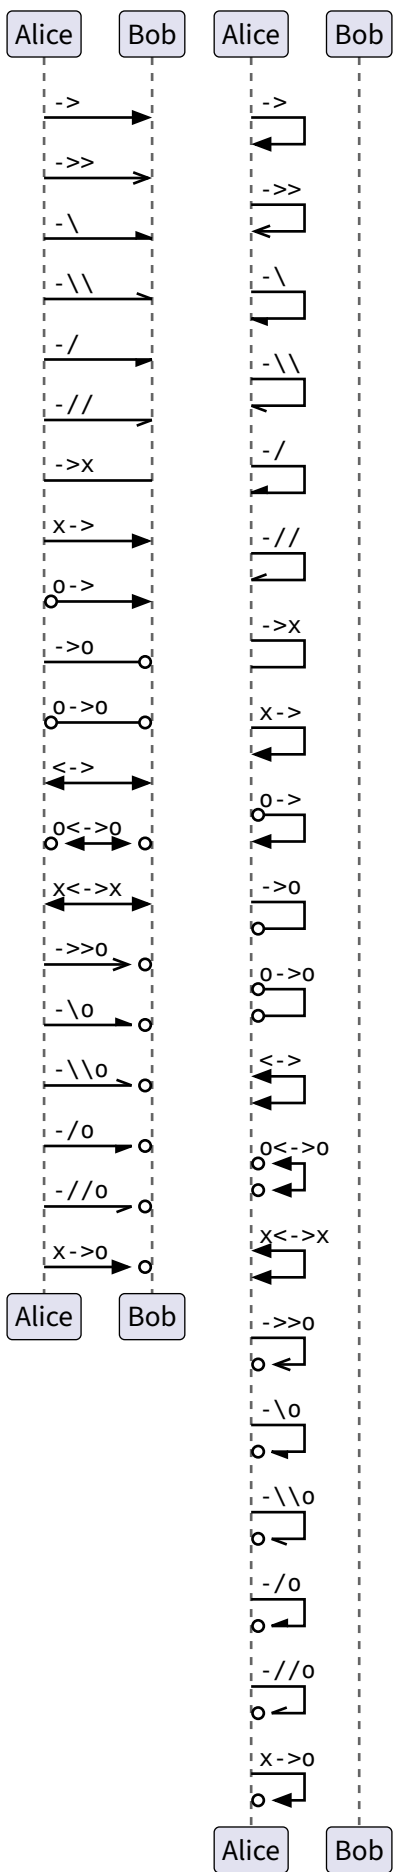 Alice Bob
->
->>
-\
-\\
-/
-//
->x
x->
o->
->o
o->o
<->
o<->o
x<->x
->>o
-\o
-\\o
-/o
-//o
x->o
Alice Bob
Alice Bob
->
->>
-\
-\\
-/
-//
->x
x->
o->
->o
o->o
<->
o<->o
x<->x
->>o
-\o
-\\o
-/o
-//o
x->o
Alice Bob